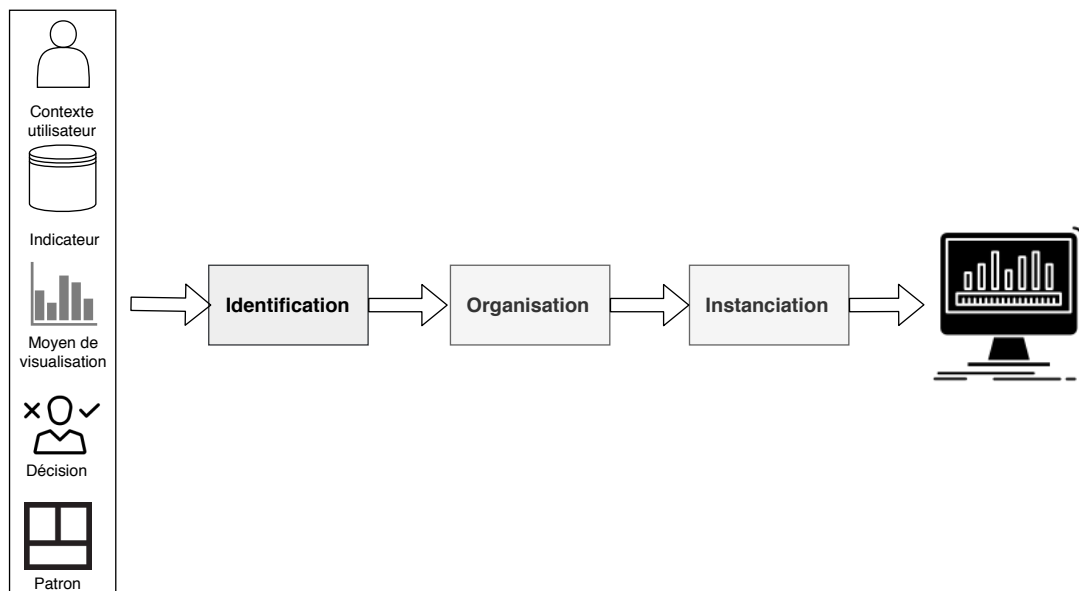 Contexte
utilisateur
Indicateur
Moyen de
visualisation
Décision
Patron
Identification
Organisation
Instanciation